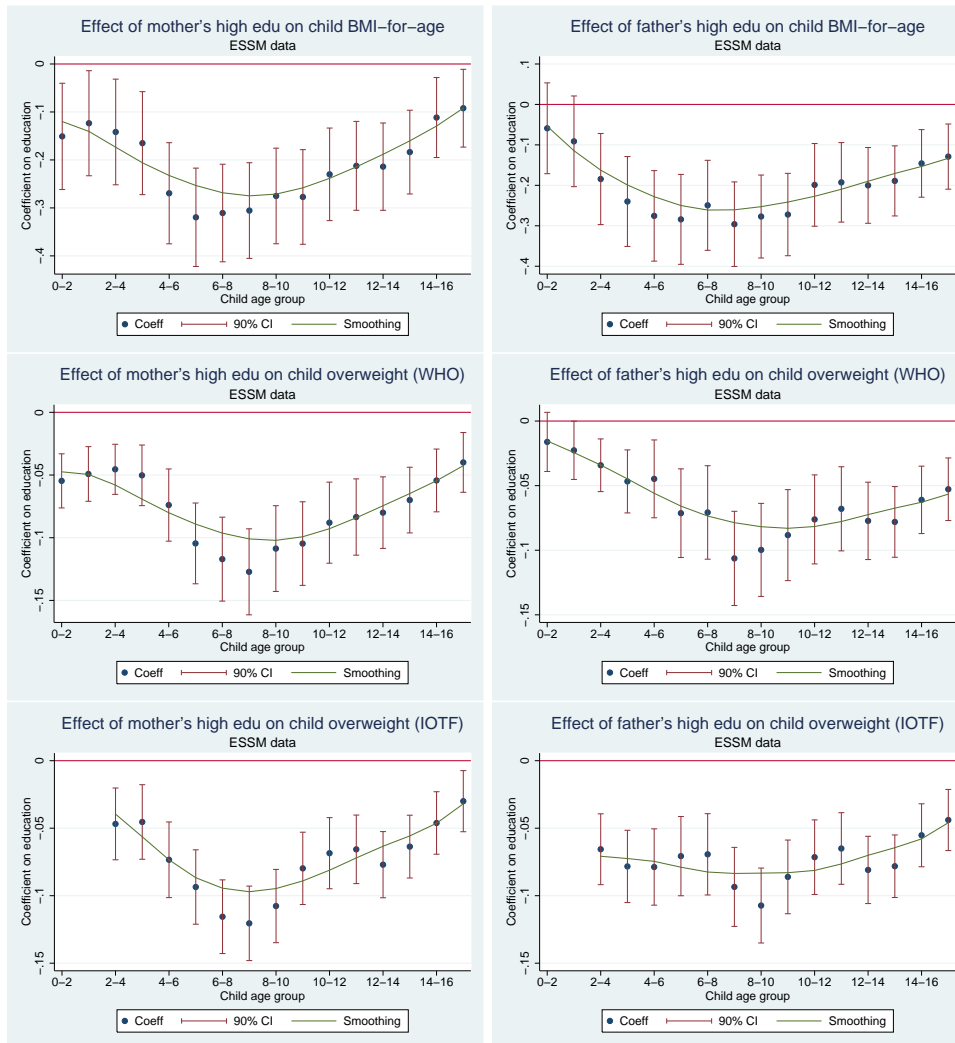 Effect of mother's high edu on child BMI−for−age
ESSM data
Coefficient on education
0
−.1
−.2
−.3
−.4
0−2 2−4 4−6 6−8 8−10 10−12 12−14 14−16
Child age group
Coeff 90% CI Smoothing
Effect of father's high edu on child BMI−for−age
ESSM data
Coefficient on education
.1
0
−.1
−.2
−.3
−.4
0−2 2−4 4−6 6−8 8−10 10−12 12−14 14−16
Child age group
Coeff 90% CI Smoothing
Effect of mother's high edu on child overweight (WHO)
ESSM data
Coefficient on education
0
−.05
−.1
−.15
0−2 2−4 4−6 6−8 8−10 10−12 12−14 14−16
Child age group
Coeff 90% CI Smoothing
Effect of father's high edu on child overweight (WHO)
ESSM data
Coefficient on education
0
−.05
−.1
−.15
0−2 2−4 4−6 6−8 8−10 10−12 12−14 14−16
Child age group
Coeff 90% CI Smoothing
Effect of mother's high edu on child overweight (IOTF)
ESSM data
Coefficient on education
0
−.05
−.1
−.15
0−2 2−4 4−6 6−8 8−10 10−12 12−14 14−16
Child age group
Coeff 90% CI Smoothing
Effect of father's high edu on child overweight (IOTF)
ESSM data
Coefficient on education
0
−.05
−.1
−.15
0−2 2−4 4−6 6−8 8−10 10−12 12−14 14−16
Child age group
Coeff 90% CI Smoothing